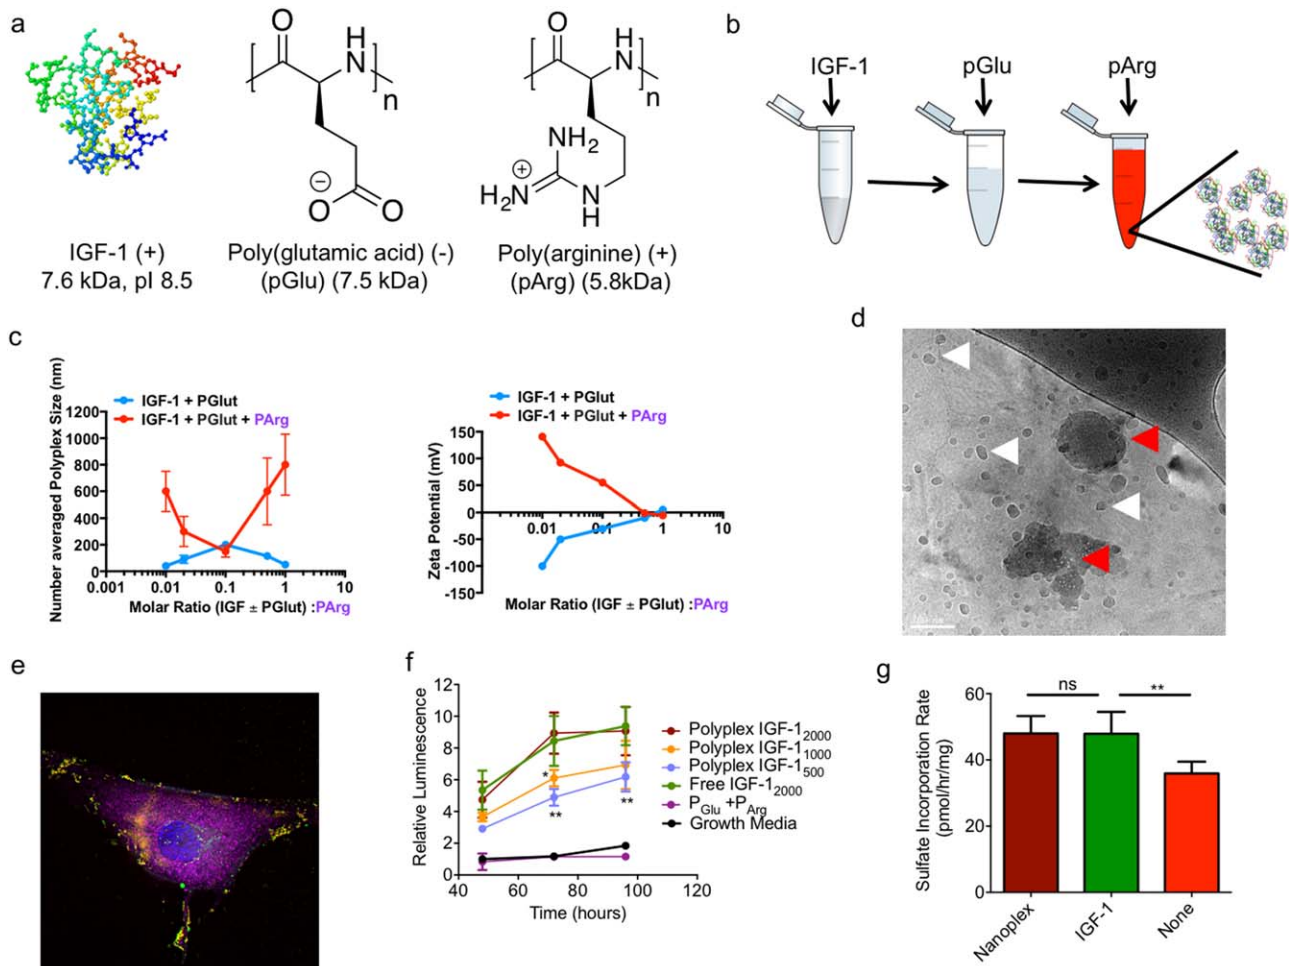 a
O
H
N
n
O
O
IGF-1 (+)
7.6 kDa, pI 8.5
Poly(glutamic acid) (-)
(pGlu) (7.5 kDa)
O
H
N
n
NH2
H2N
N
H
Poly(arginine) (+)
(pArg) (5.8kDa)
b
IGF-1
pGlu
pArg
c
IGF-1 + PGlut
IGF-1 + PGlut + PArg
Number averaged Polyplex Size (nm)
1200
1000
800
600
400
200
0
0.001
0.01
0.1
1
10
Molar Ratio (IGF ± PGlut) :PArg
IGF-1 + PGlut
IGF-1 + PGlut + PArg
Zeta Potential (mV)
150
100
50
0
-50
-100
-150
0.01
0.1
1
10
Molar Ratio (IGF ± PGlut) :PArg
d
e
f
Relative Luminescence
12
10
8
6
4
2
0
40
60
80
100
120
Time (hours)
*
**
**
Polyplex IGF-12000
Polyplex IGF-11000
Polyplex IGF-1500
Free IGF-12000
PGlu +PArg
Growth Media
g
Sulfate Incorporation Rate
(pmol/hr/mg)
60
40
20
0
ns
**
Nanoplex
IGF-1
None